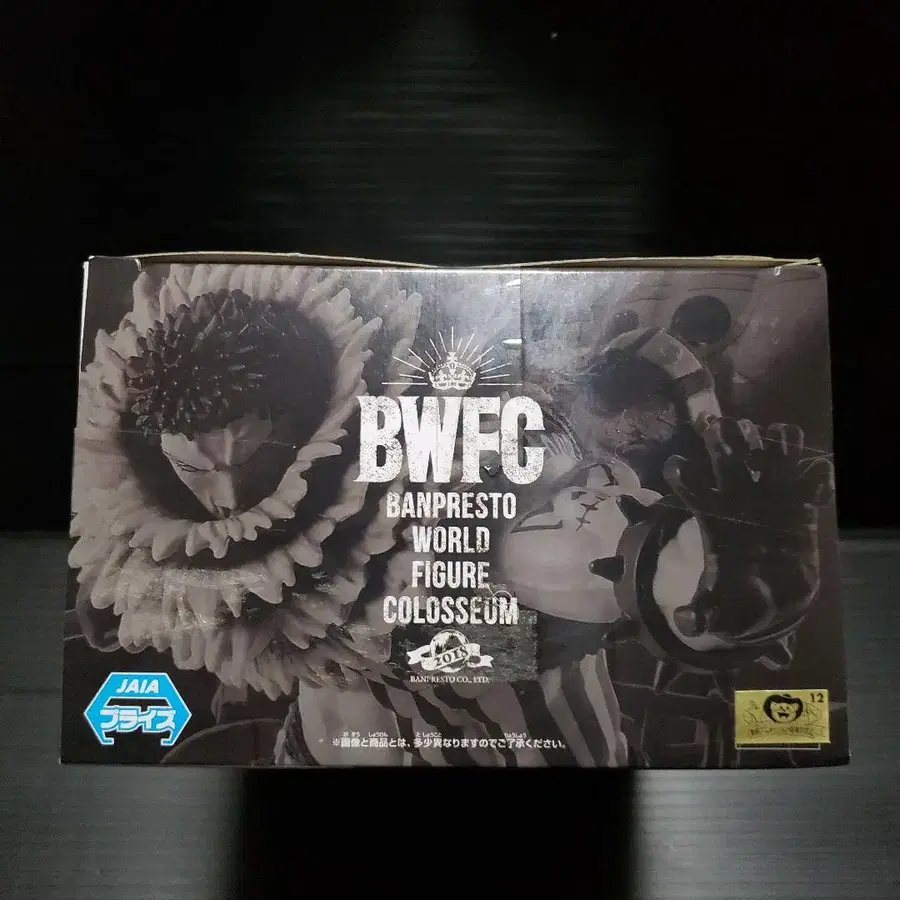 BWFC
BANPRESTO
WORLD
FIGURE
COLOSSEUM
2018
BANPRESTO CO., LTD.
JAIA
プライズ
12
※画像と商品とは、多少異なりますのでご了承ください。